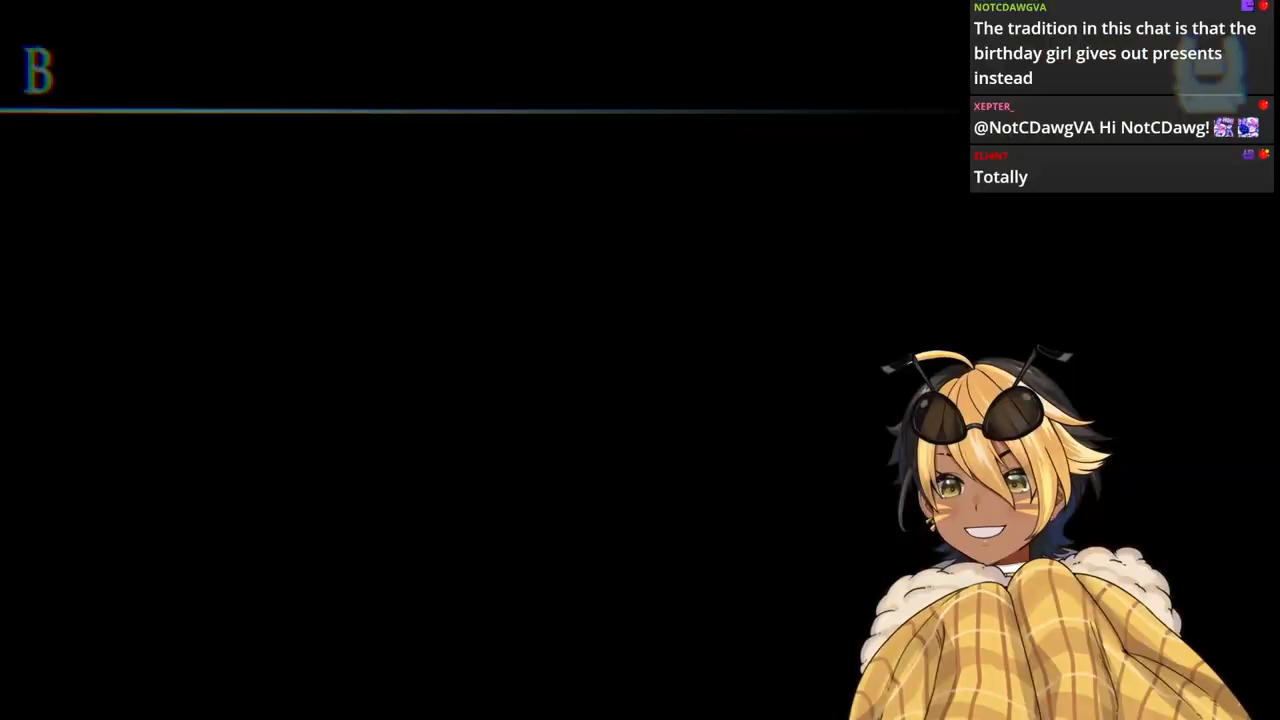 B
NOTCDAWGVA
The tradition in this chat is that the
birthday girl gives out presents
instead
XEPTER_
@NotCDawgVA Hi NotCDawg!
Totally